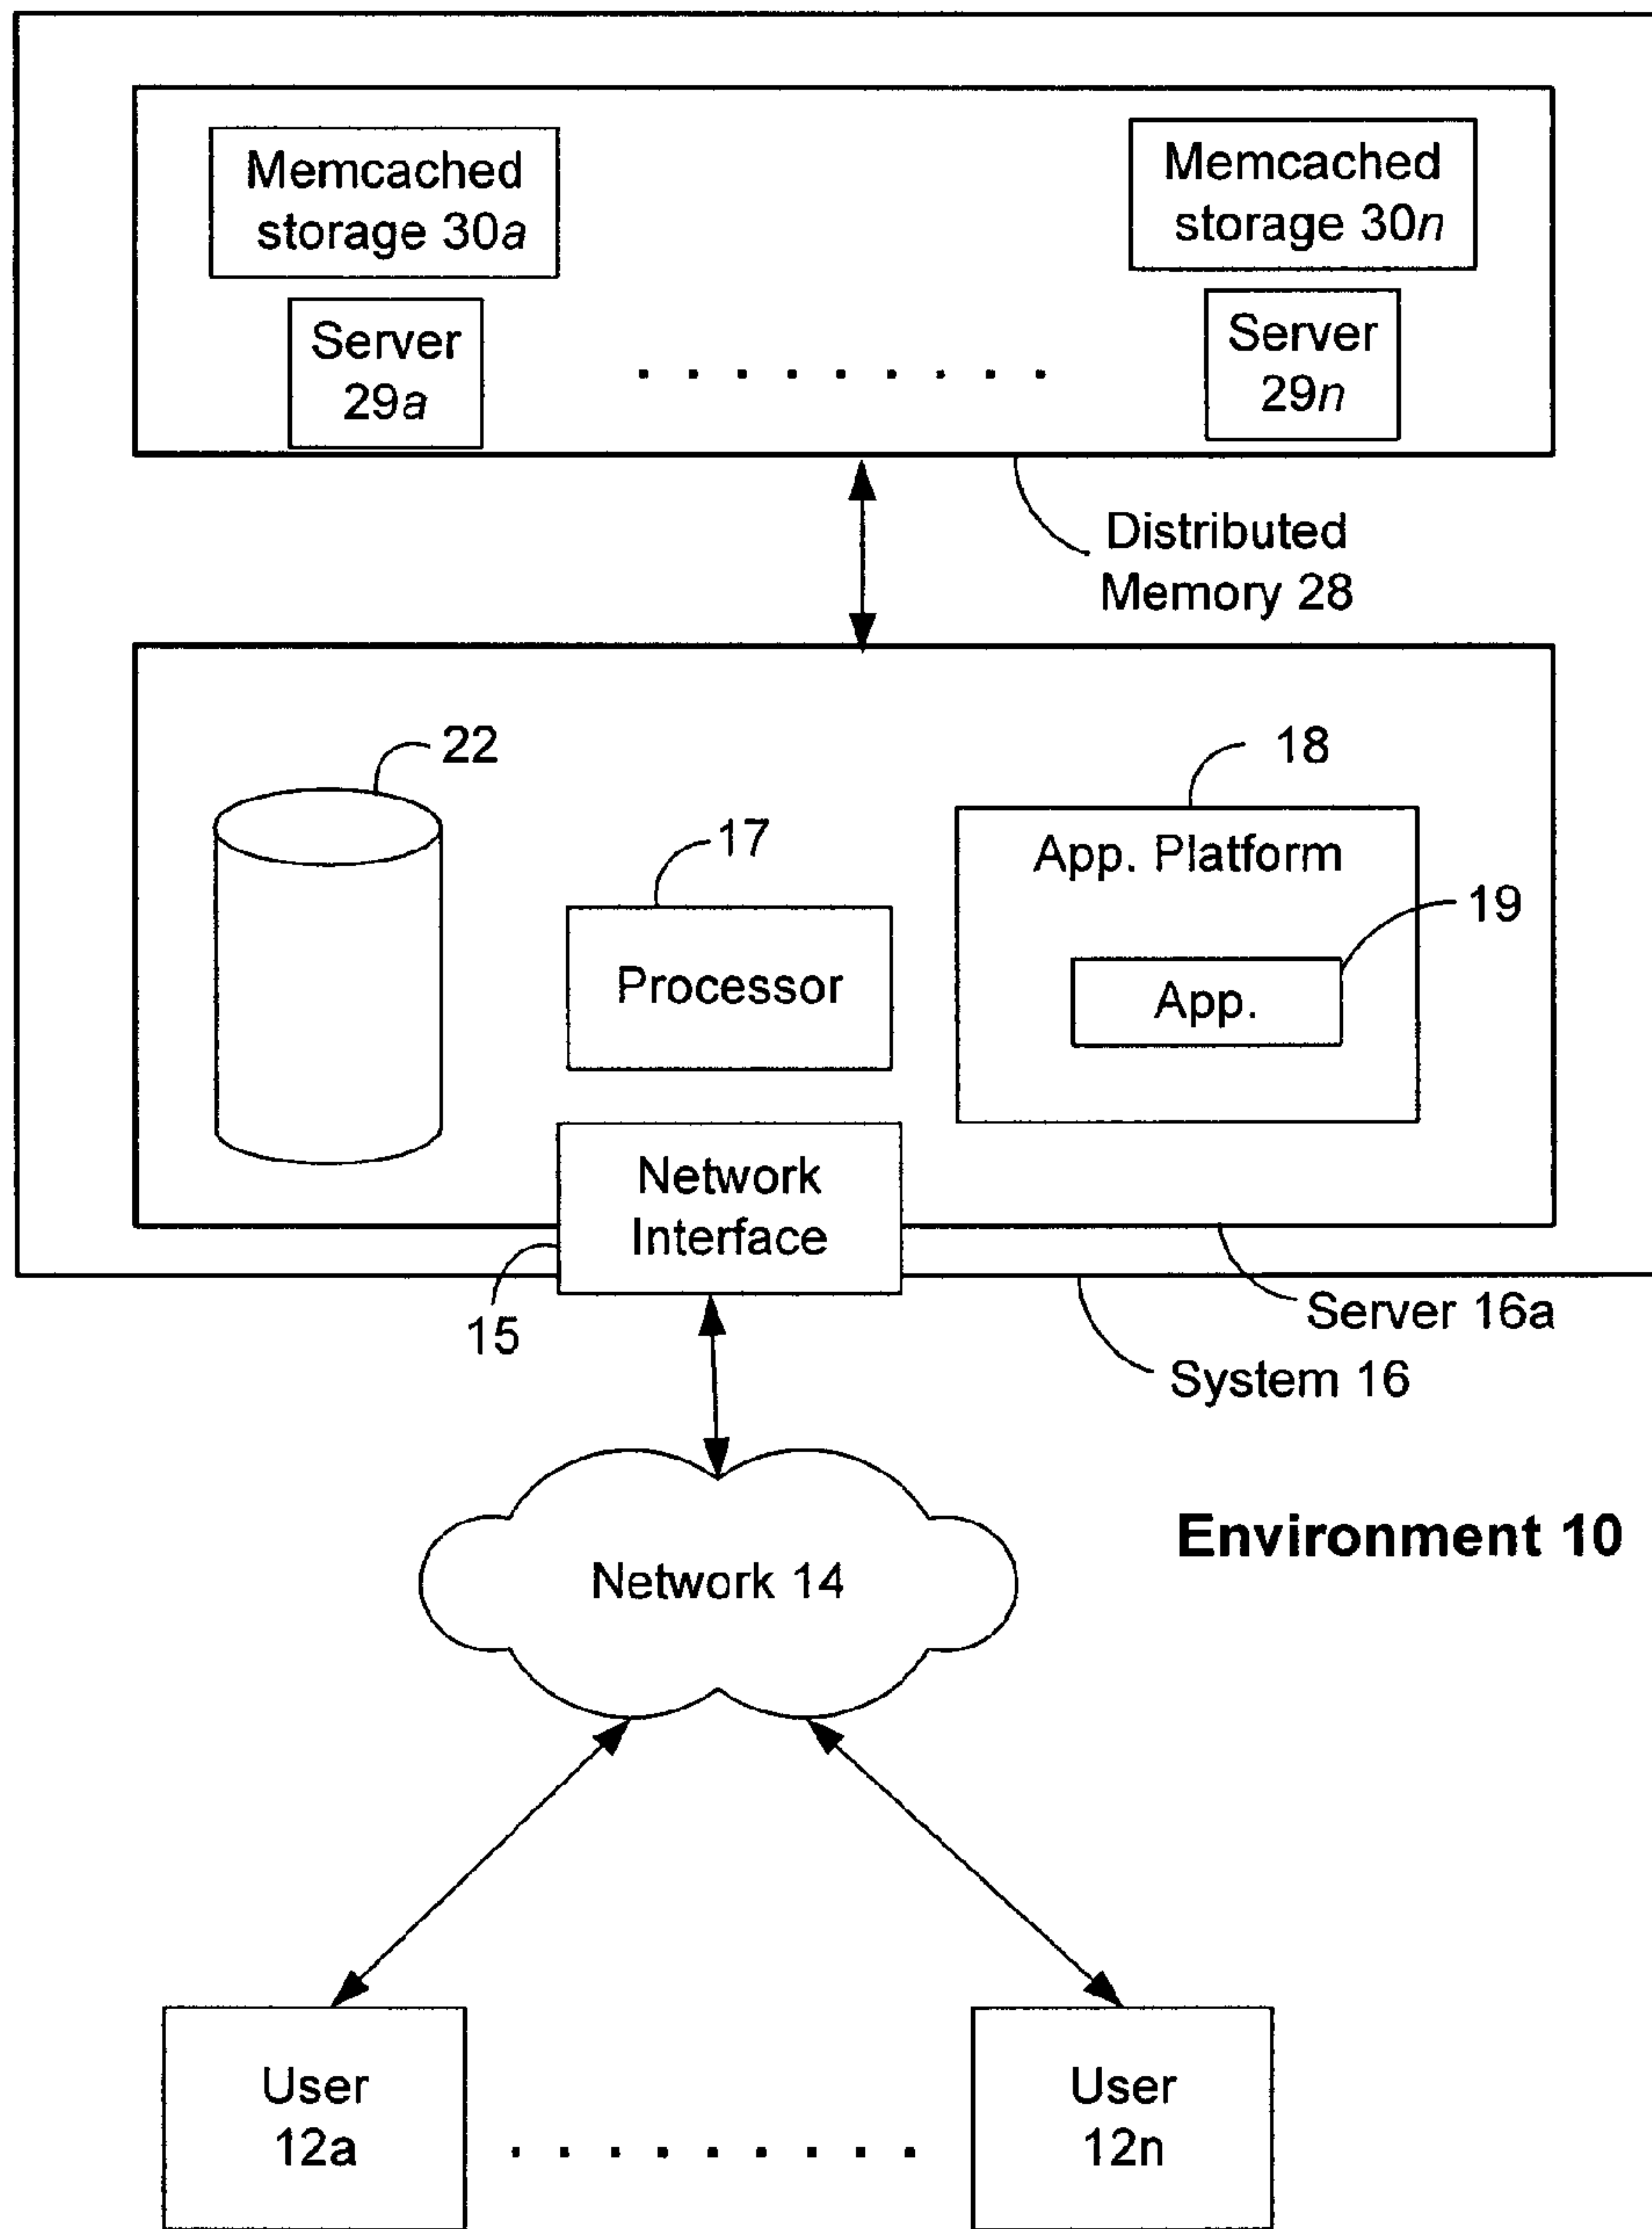 Memcached
storage 30a
Memcached
storage 30n
Server
29a
Server
29n
Distributed
Memory 28
22
18
17
App. Platform
19
Processor
App.
Network
Interface
15
Server 16a
System 16
Environment 10
Network 14
User
12a
User
12n